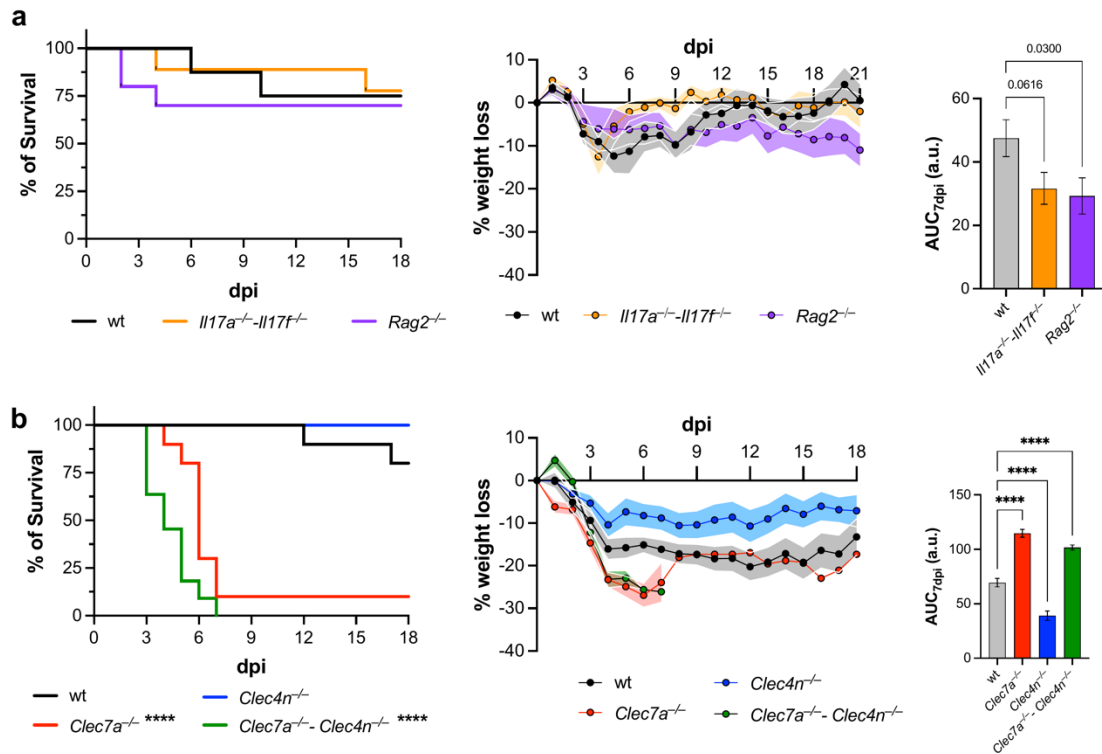 a
% of Survival
100
75
50
25
0
0 3 6 9 12 15 18
dpi
wt Il17a–/–-Il17f–/– Rag2–/–
dpi
3 6 9 12 15 18 21
% weight loss
10
0
-10
-20
-30
-40
wt Il17a–/–-Il17f–/– Rag2–/–
0.0300
0.0616
AUC7dpi (a.u.)
60
40
20
0
wt
Il17a–/–-Il17f–/–
Rag2–/–
b
% of Survival
100
75
50
25
0
0 3 6 9 12 15 18
dpi
wt Clec4n–/–
Clec7a–/– **** Clec7a–/–- Clec4n–/– ****
dpi
3 6 9 12 15 18
% weight loss
10
0
-10
-20
-30
-40
wt Clec4n–/–
Clec7a–/– Clec7a–/–- Clec4n–/–
****
****
****
AUC7dpi (a.u.)
150
100
50
0
wt
Clec7a–/–
Clec4n–/–
Clec7a–/–- Clec4n–/–